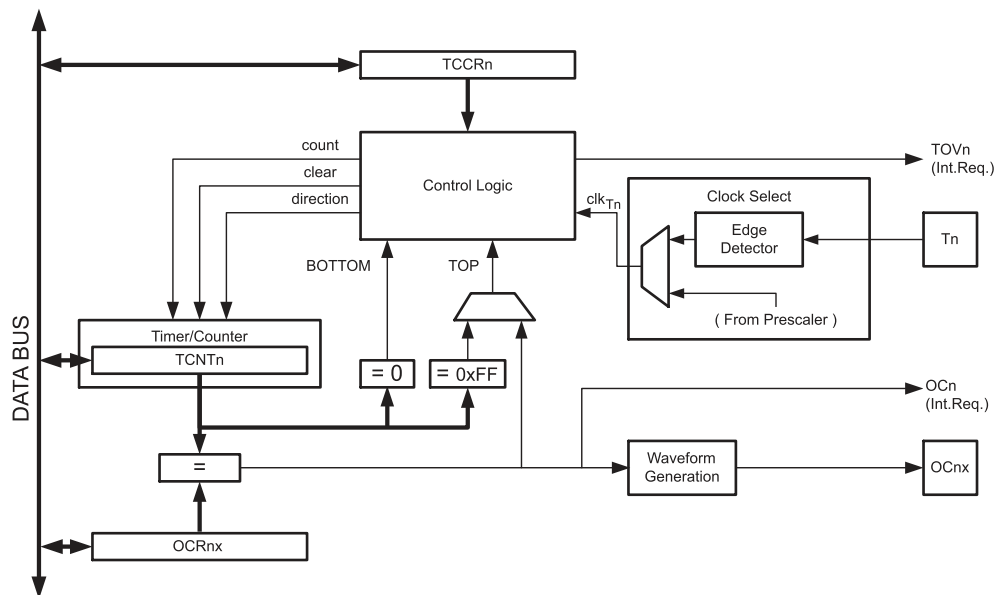 TCCRn
count
clear
direction
Control Logic
TOVn
(Int.Req.)
clkTn
Clock Select
Edge
Detector
Tn
( From Prescaler )
BOTTOM
TOP
Timer/Counter
TCNTn
= 0
= 0xFF
DATA BUS
OCn
(Int.Req.)
=
Waveform
Generation
OCnx
OCRnx